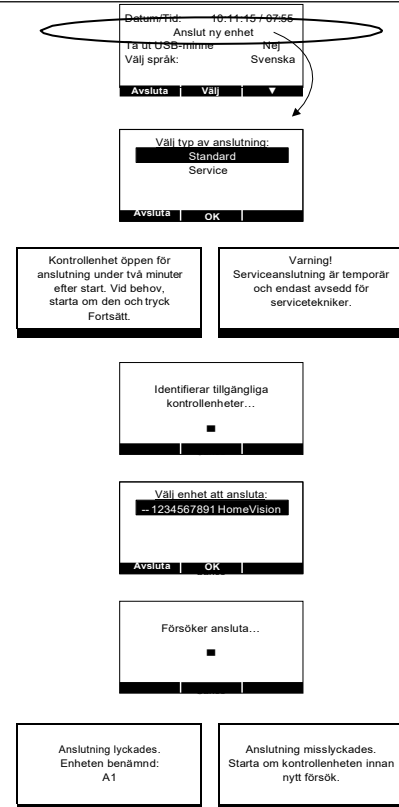 Datum/Tid: 10:11:15 / 07:55
Anslut ny enhet
Ta ut USB-minne Nej
Välj språk: Svenska
Avsluta Välj ▼
Välj typ av anslutning:
Standard
Service
Avsluta OK
Kontrollenhet öppen för
anslutning under två minuter
efter start. Vid behov,
starta om den och tryck
Fortsätt.
Varning!
Serviceanslutning är temporär
och endast avsedd för
servicetekniker.
Identifierar tillgängliga
kontrollenheter…
Välj enhet att ansluta:
-- 1234567891 HomeVision
Avsluta OK
Försöker ansluta…
Anslutning lyckades.
Enheten benämnd:
A1
Anslutning misslyckades.
Starta om kontrollenheten innan
nytt försök.